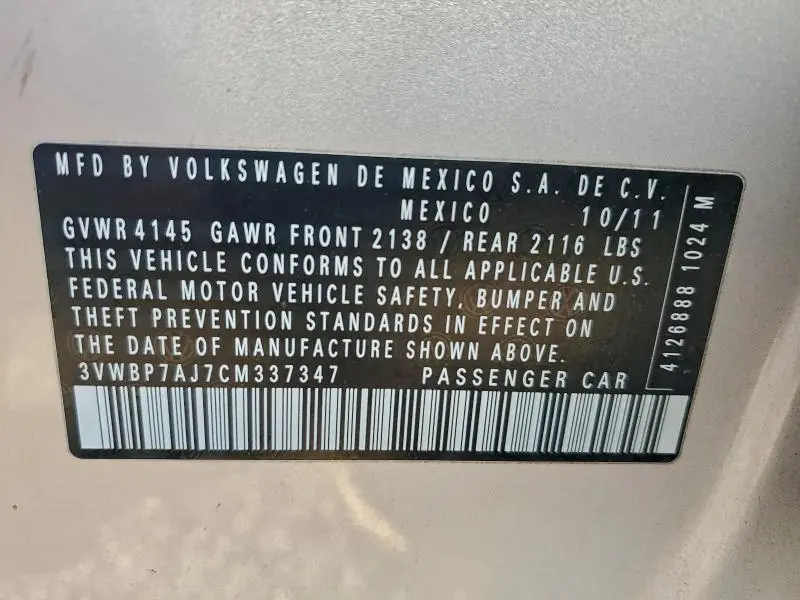 MFD BY VOLKSWAGEN DE MEXICO S.A. DE C.V.
MEXICO 10/11
GVWR 4145 GAWR FRONT 2138 / REAR 2116 LBS
THIS VEHICLE CONFORMS TO ALL APPLICABLE U.S.
FEDERAL MOTOR VEHICLE SAFETY, BUMPER AND
THEFT PREVENTION STANDARDS IN EFFECT ON
THE DATE OF MANUFACTURE SHOWN ABOVE.
3VWBP7AJ7CM337347 PASSENGER CAR
4126888 1024 M